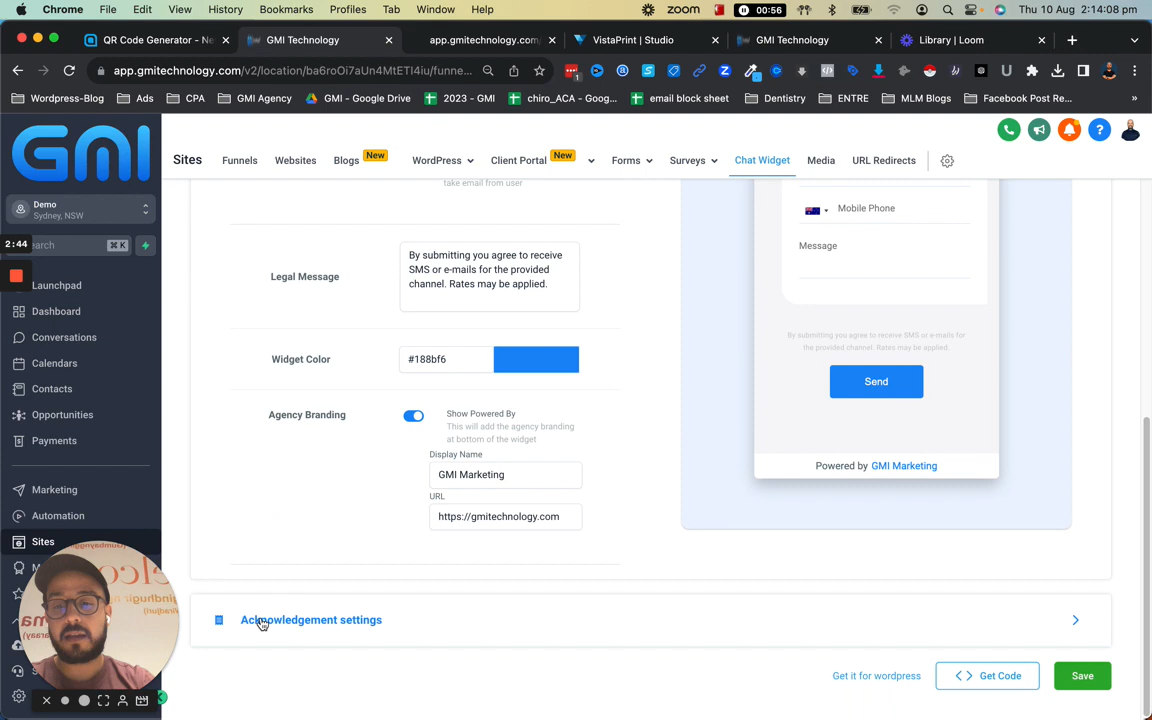 Chrome File Edit View History Bookmarks Profiles Tab Window Help zoom 00:56 Thu 10 Aug 2:14:08 pm
QR Code Generator - Ne GMI Technology app.gmitechnology.com/ VistaPrint | Studio GMI Technology Library | Loom
app.gmitechnology.com/v2/location/ba6roOi7aUn4MtETI4iu/funne...
Wordpress-Blog Ads CPA GMI Agency GMI - Google Drive 2023 - GMI chiro_ACA - Goog... email block sheet Dentistry ENTRE MLM Blogs Facebook Post Re... »
GMI
Sites Funnels Websites Blogs New WordPress Client Portal New Forms Surveys Chat Widget Media URL Redirects
Demo
Sydney, NSW
2:44 earch ⌘ K
Launchpad
Dashboard
Conversations
Calendars
Contacts
Opportunities
Payments
Marketing
Automation
Sites
take email from user
Legal Message
By submitting you agree to receive
SMS or e-mails for the provided
channel. Rates may be applied.
Widget Color #188bf6
Agency Branding
Show Powered By
This will add the agency branding
at bottom of the widget
Display Name
GMI Marketing
URL
https://gmitechnology.com
Mobile Phone
Message
By submitting you agree to receive SMS or e-mails for
the provided channel. Rates may be applied.
Send
Powered by GMI Marketing
Acknowledgement settings
Get it for wordpress <> Get Code Save